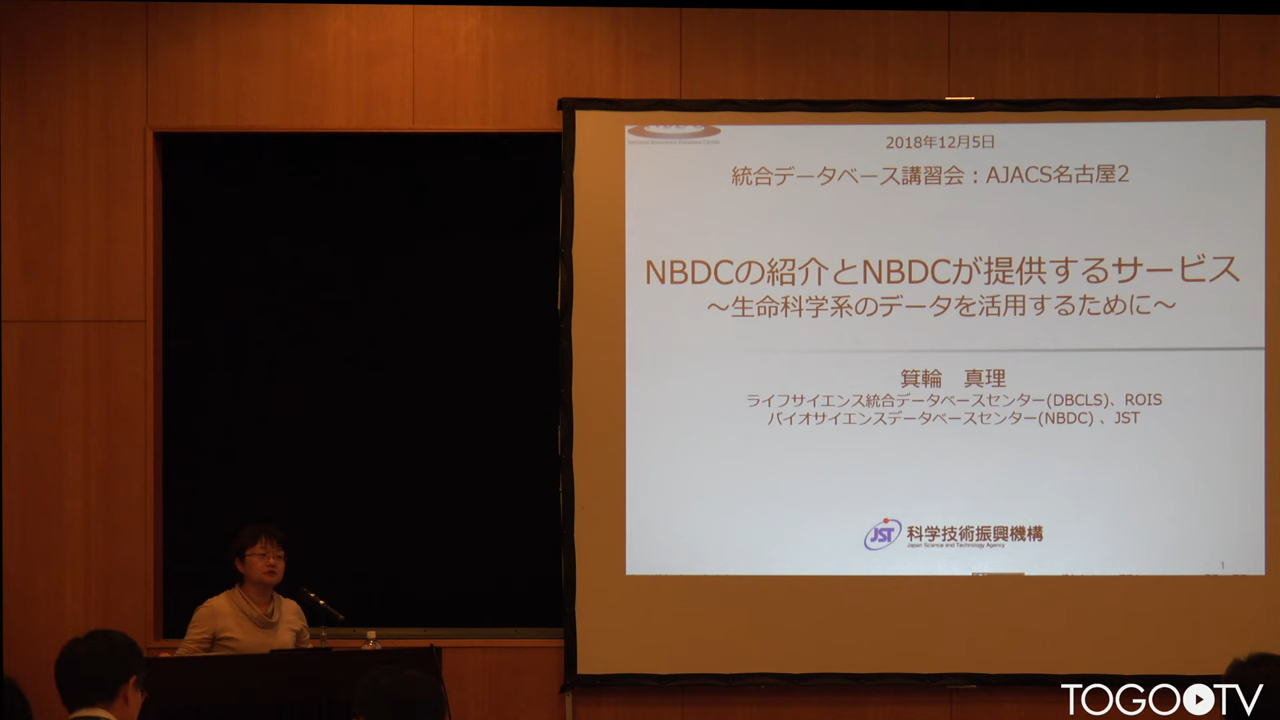 2018年12月5日
統合データベース講習会：AJACS名古屋2
NBDCの紹介とNBDCが提供するサービス
～生命科学系のデータを活用するために～
箕輪　真理
ライフサイエンス統合データベースセンター(DBCLS)、ROIS
バイオサイエンスデータベースセンター(NBDC) 、JST
JST 科学技術振興機構
Japan Science and Technology Agency
1
TOGO TV